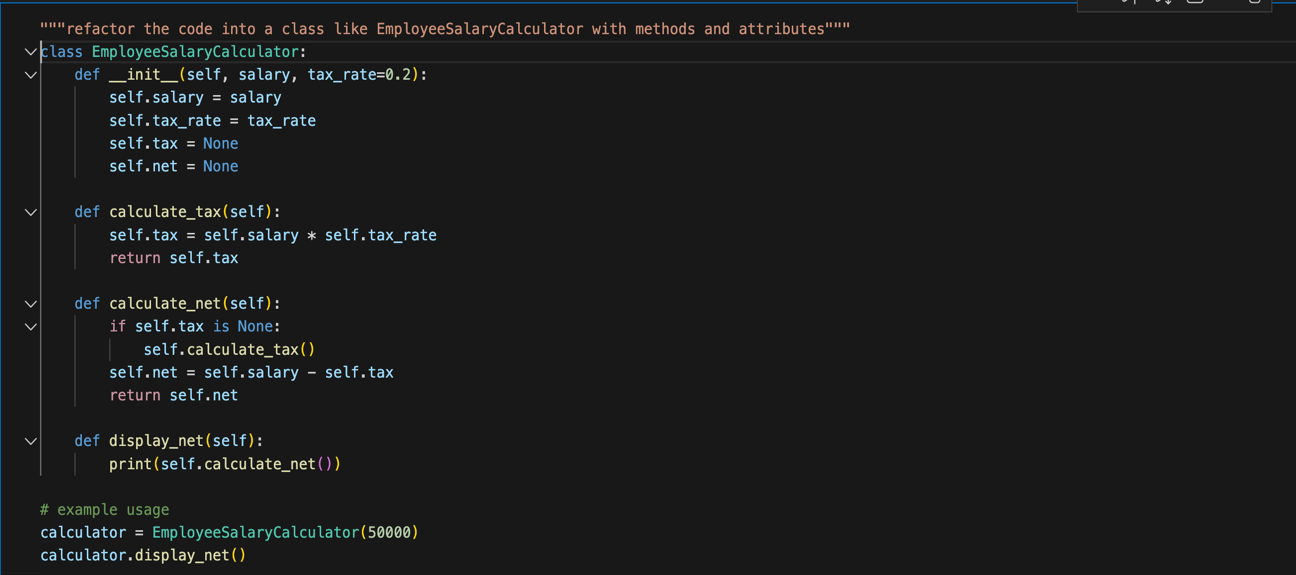 """refactor the code into a class like EmployeeSalaryCalculator with methods and attributes"""
class EmployeeSalaryCalculator:
    def __init__(self, salary, tax_rate=0.2):
        self.salary = salary
        self.tax_rate = tax_rate
        self.tax = None
        self.net = None

    def calculate_tax(self):
        self.tax = self.salary * self.tax_rate
        return self.tax

    def calculate_net(self):
        if self.tax is None:
            self.calculate_tax()
        self.net = self.salary - self.tax
        return self.net

    def display_net(self):
        print(self.calculate_net())

# example usage
calculator = EmployeeSalaryCalculator(50000)
calculator.display_net()